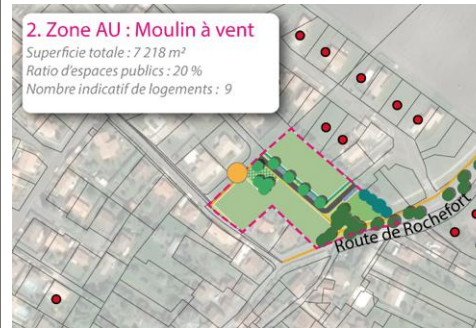 2. Zone AU : Moulin à vent
Superficie totale : 7 218 m²
Ratio d'espaces publics : 20 %
Nombre indicatif de logements : 9
Route de Rochefort